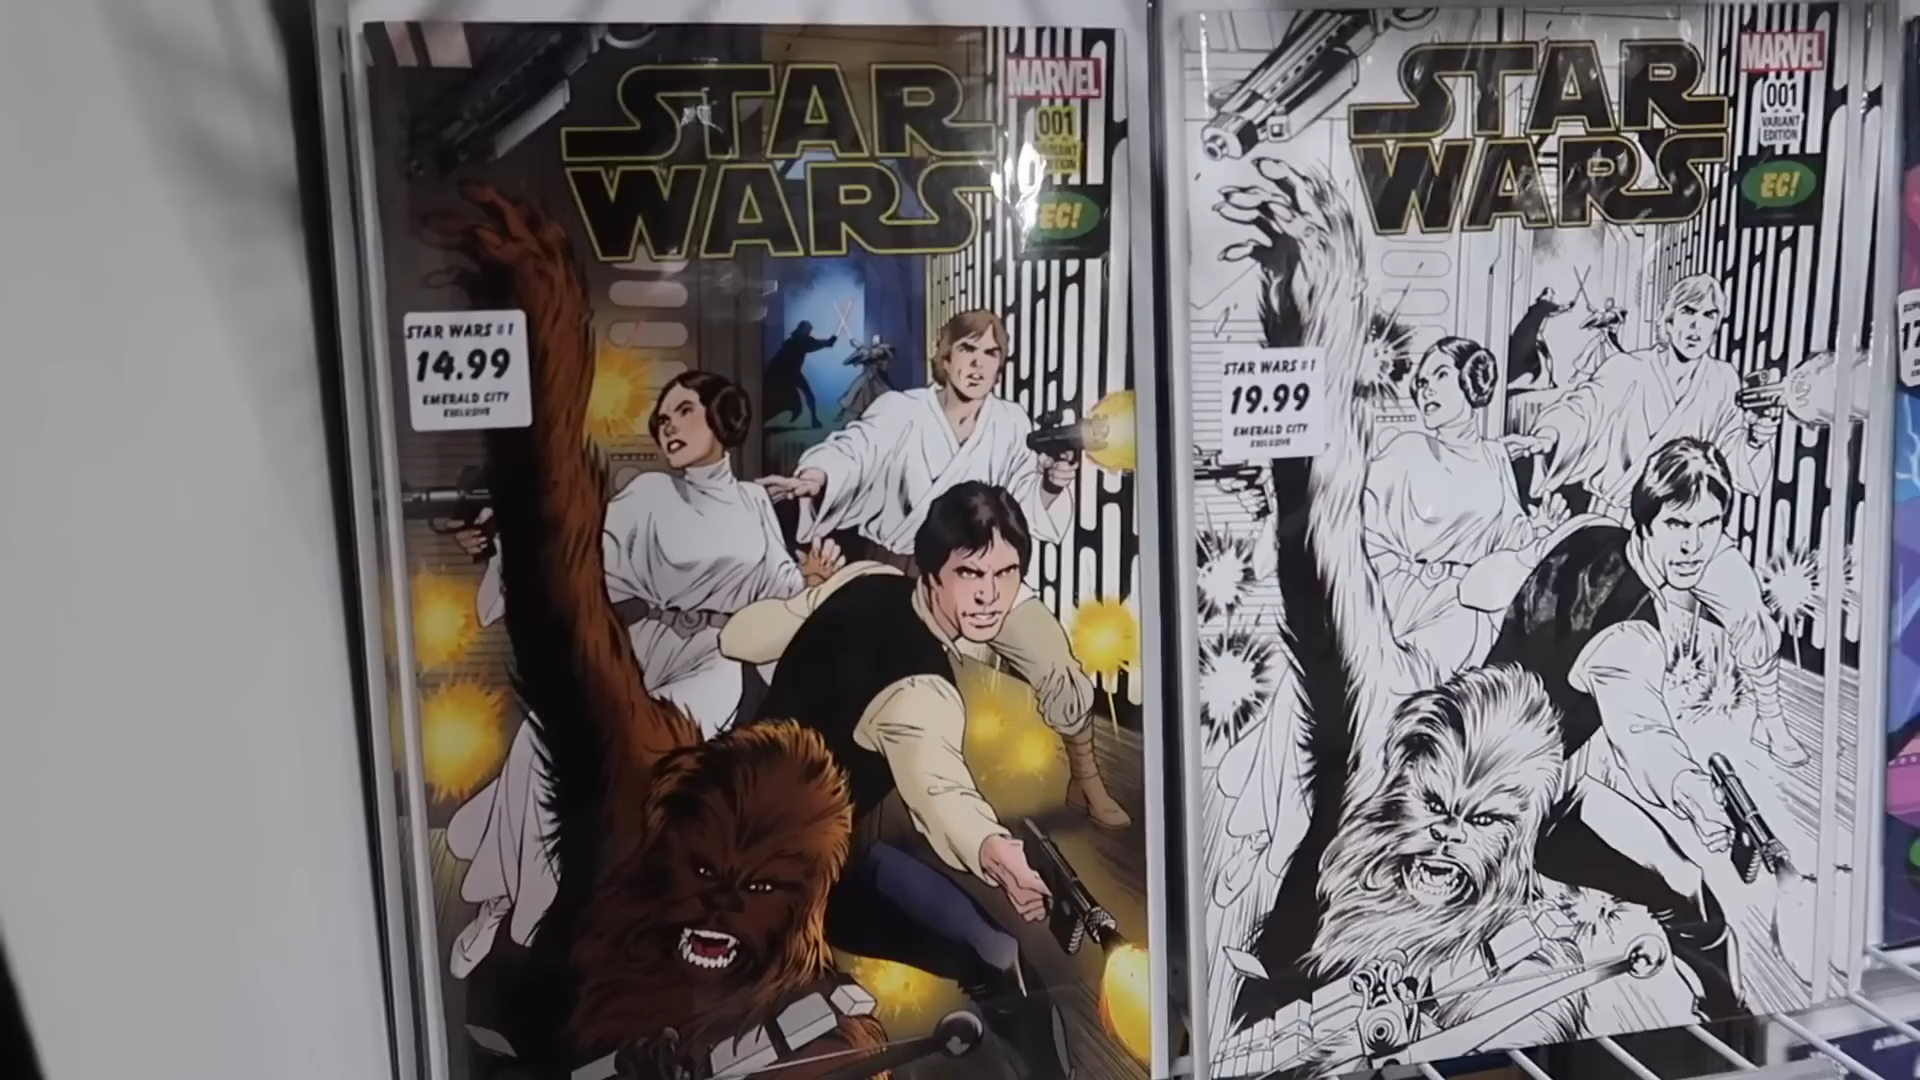 STAR
WARS
MARVEL
001
VARIANT
EDITION
EC!
STAR WARS #1
14.99
EMERALD CITY
EXCLUSIVE
STAR
WARS
MARVEL
001
VARIANT
EDITION
EC!
STAR WARS #1
19.99
EMERALD CITY
EXCLUSIVE